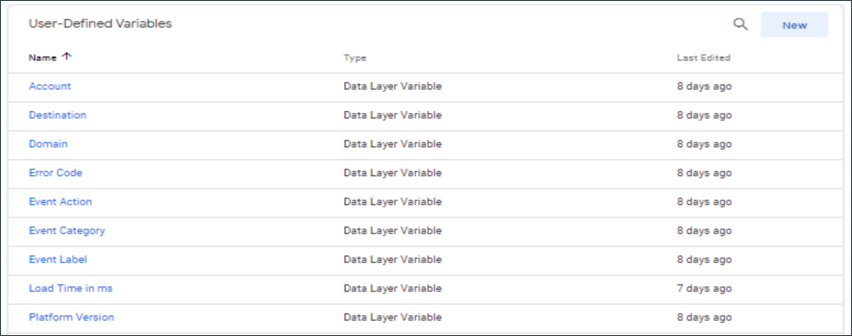 User-Defined Variables New
Name ↑ Type Last Edited
Account Data Layer Variable 8 days ago
Destination Data Layer Variable 8 days ago
Domain Data Layer Variable 8 days ago
Error Code Data Layer Variable 8 days ago
Event Action Data Layer Variable 8 days ago
Event Category Data Layer Variable 8 days ago
Event Label Data Layer Variable 8 days ago
Load Time in ms Data Layer Variable 7 days ago
Platform Version Data Layer Variable 8 days ago